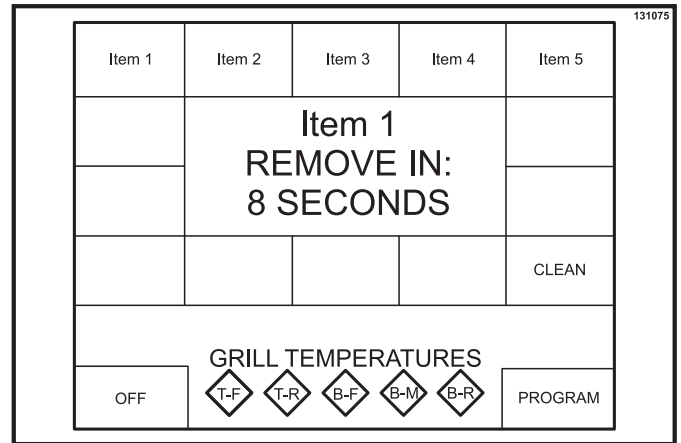 131075
Item 1 Item 2 Item 3 Item 4 Item 5
Item 1
REMOVE IN:
8 SECONDS
CLEAN
GRILL TEMPERATURES
OFF T-F T-R B-F B-M B-R PROGRAM